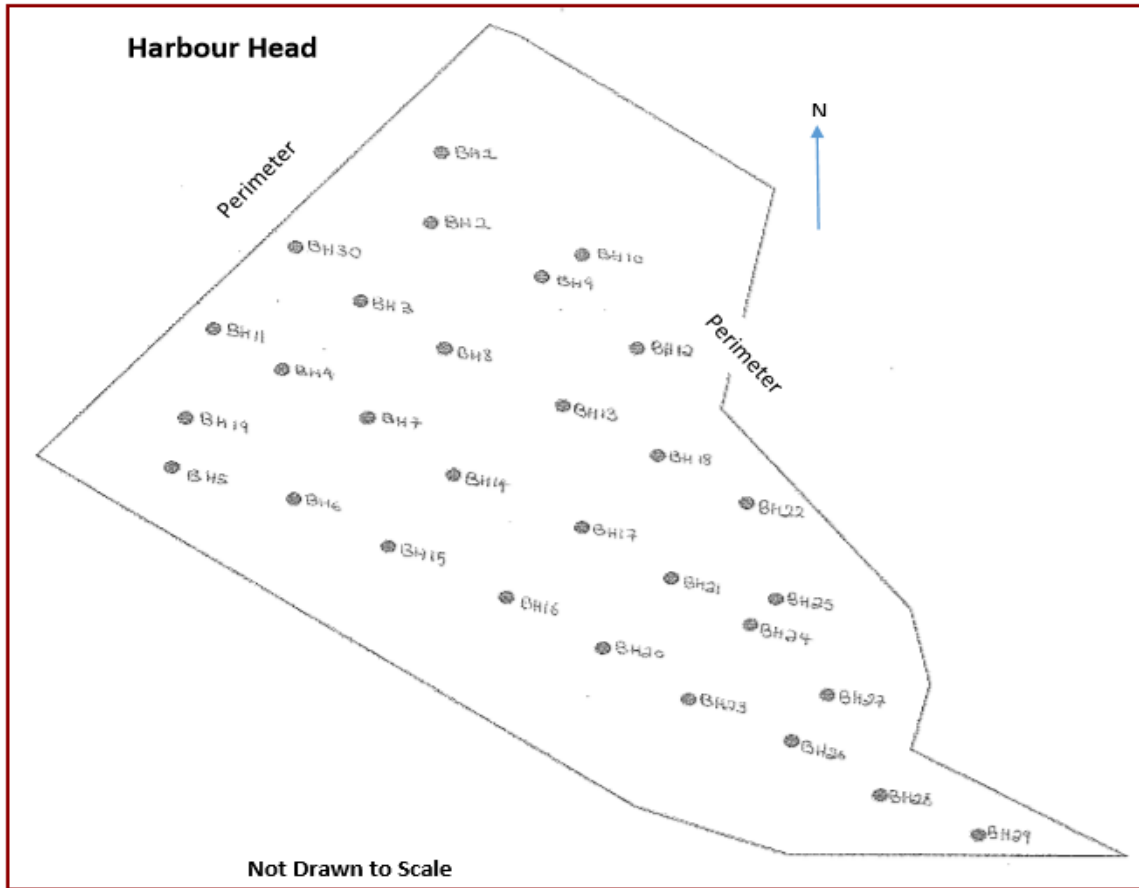 Harbour Head
N
Perimeter
BH1
BH2
BH30
BH10
BH9
BH3
Perimeter
BH11
BH8
BH12
BH4
BH13
BH7
BH19
BH18
BH5
BH14
BH6
BH22
BH17
BH15
BH21
BH25
BH16
BH24
BH20
BH27
BH23
BH26
BH28
BH29
Not Drawn to Scale